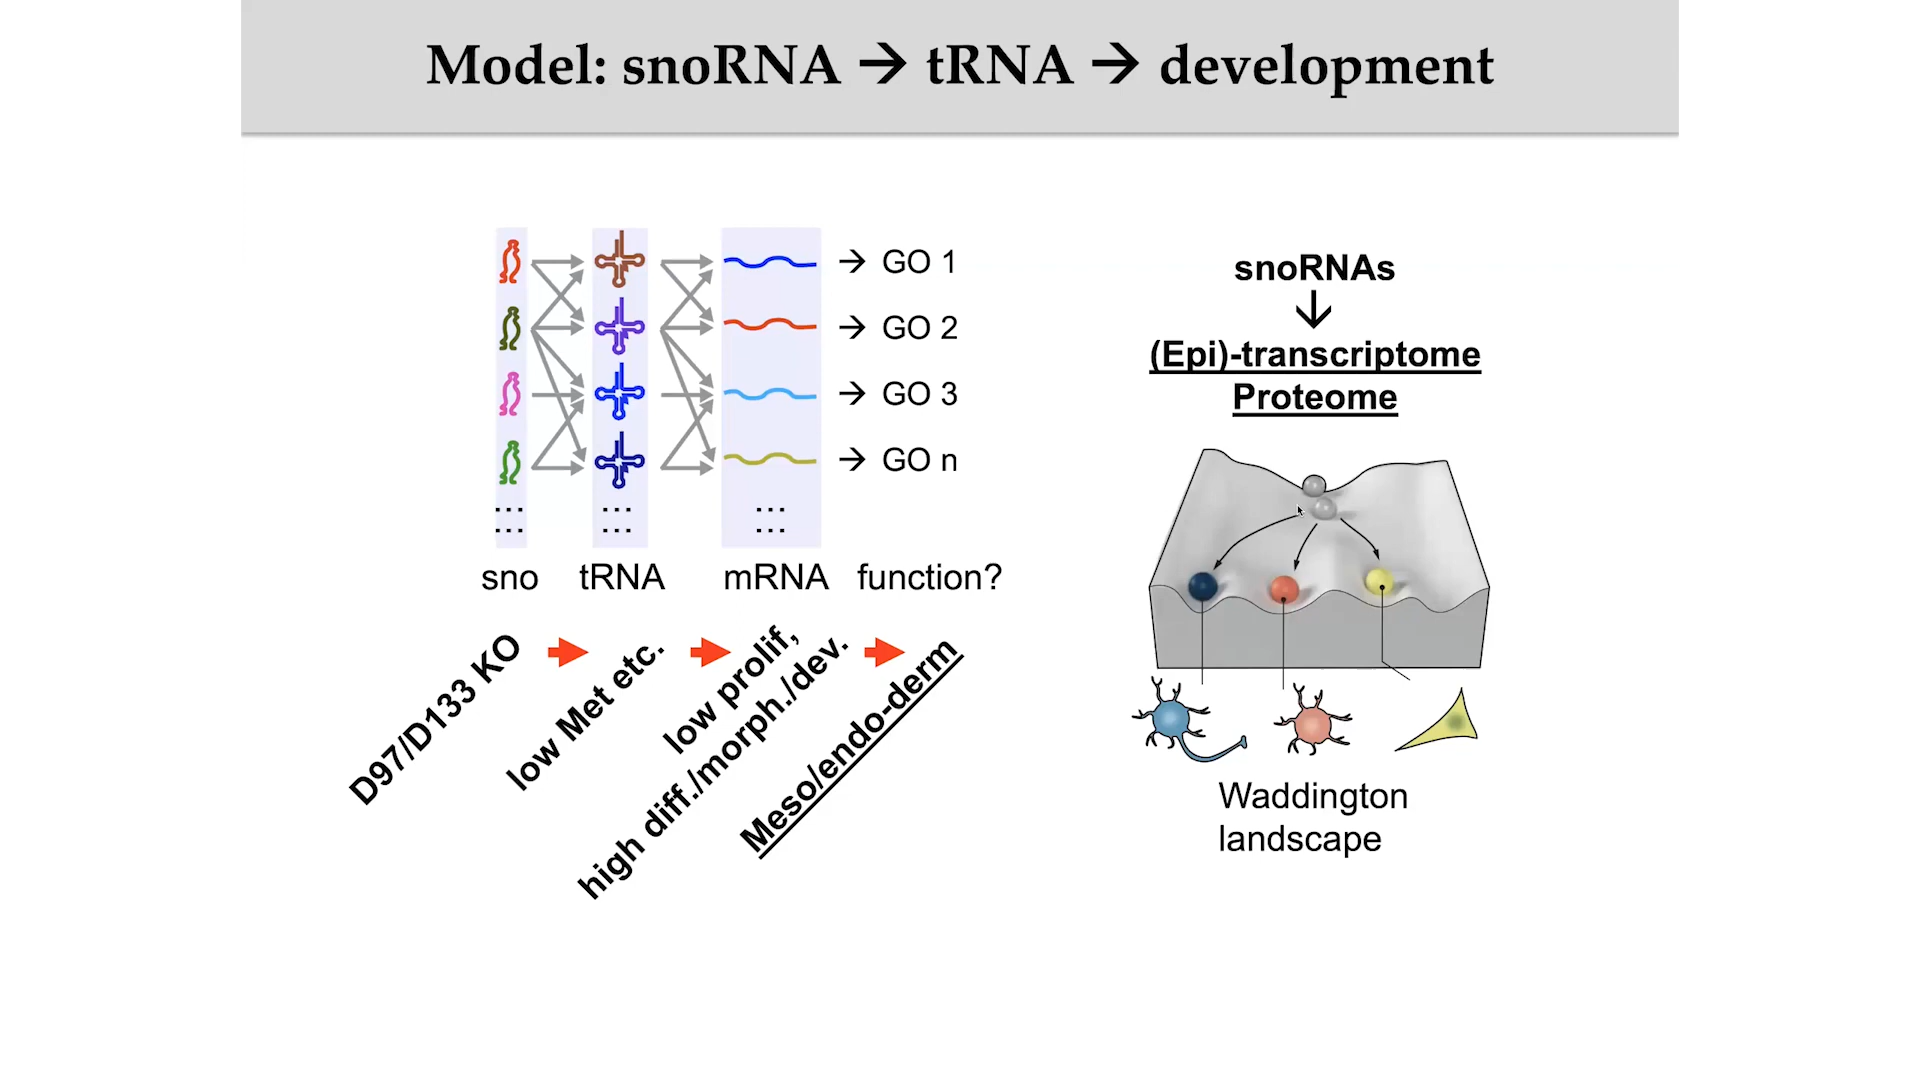 Model: snoRNA → tRNA → development
→ GO 1
→ GO 2
→ GO 3
→ GO n
... ... ...
... ... ...
sno tRNA mRNA function?
D97/D133 KO
low Met etc.
low prolif,
high diff./morph./dev.
Meso/endo-derm
snoRNAs
↓
(Epi)-transcriptome
Proteome
Waddington
landscape